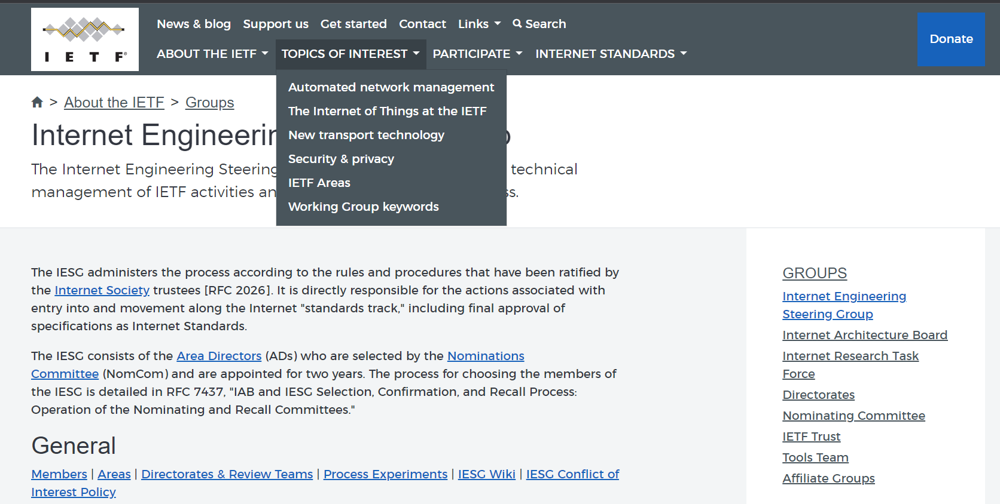 IETF®
News & blog Support us Get started Contact Links Search
Donate
ABOUT THE IETF TOPICS OF INTEREST PARTICIPATE INTERNET STANDARDS
Automated network management
The Internet of Things at the IETF
New transport technology
Security & privacy
IETF Areas
Working Group keywords
> About the IETF > Groups
Internet
The Internet Engineering Steering technical
management of IETF activities
The IESG administers the process according to the rules and procedures that have been ratified by
the Internet Society trustees [RFC 2026]. It is directly responsible for the actions associated with
entry into and movement along the Internet "standards track," including final approval of
specifications as Internet Standards.
The IESG consists of the Area Directors (ADs) who are selected by the Nominations
Committee (NomCom) and are appointed for two years. The process for choosing the members of
the IESG is detailed in RFC 7437, "IAB and IESG Selection, Confirmation, and Recall Process:
Operation of the Nominating and Recall Committees."
General
Members | Areas | Directorates & Review Teams | Process Experiments | IESG Wiki | IESG Conflict of
Interest Policy
GROUPS
Internet Engineering
Steering Group
Internet Architecture Board
Internet Research Task
Force
Directorates
Nominating Committee
IETF Trust
Tools Team
Affiliate Groups